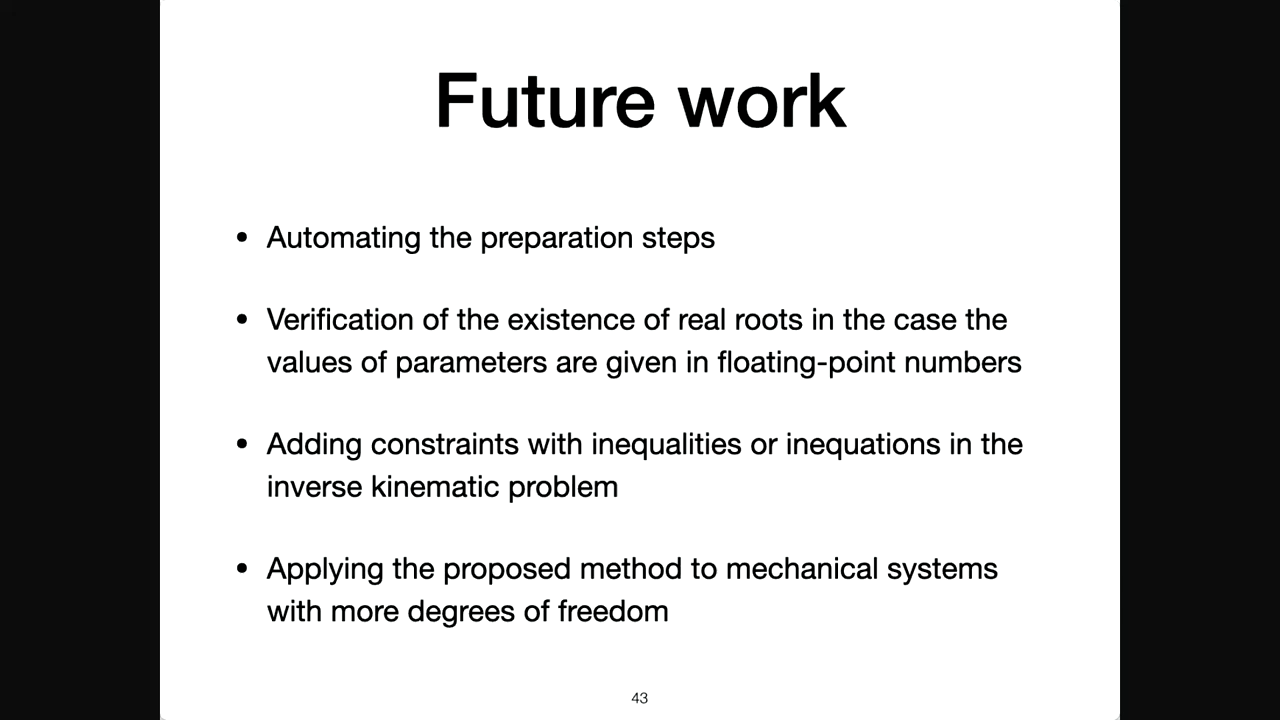 Future work
• Automating the preparation steps
• Verification of the existence of real roots in the case the
values of parameters are given in floating-point numbers
• Adding constraints with inequalities or inequations in the
inverse kinematic problem
• Applying the proposed method to mechanical systems
with more degrees of freedom
43